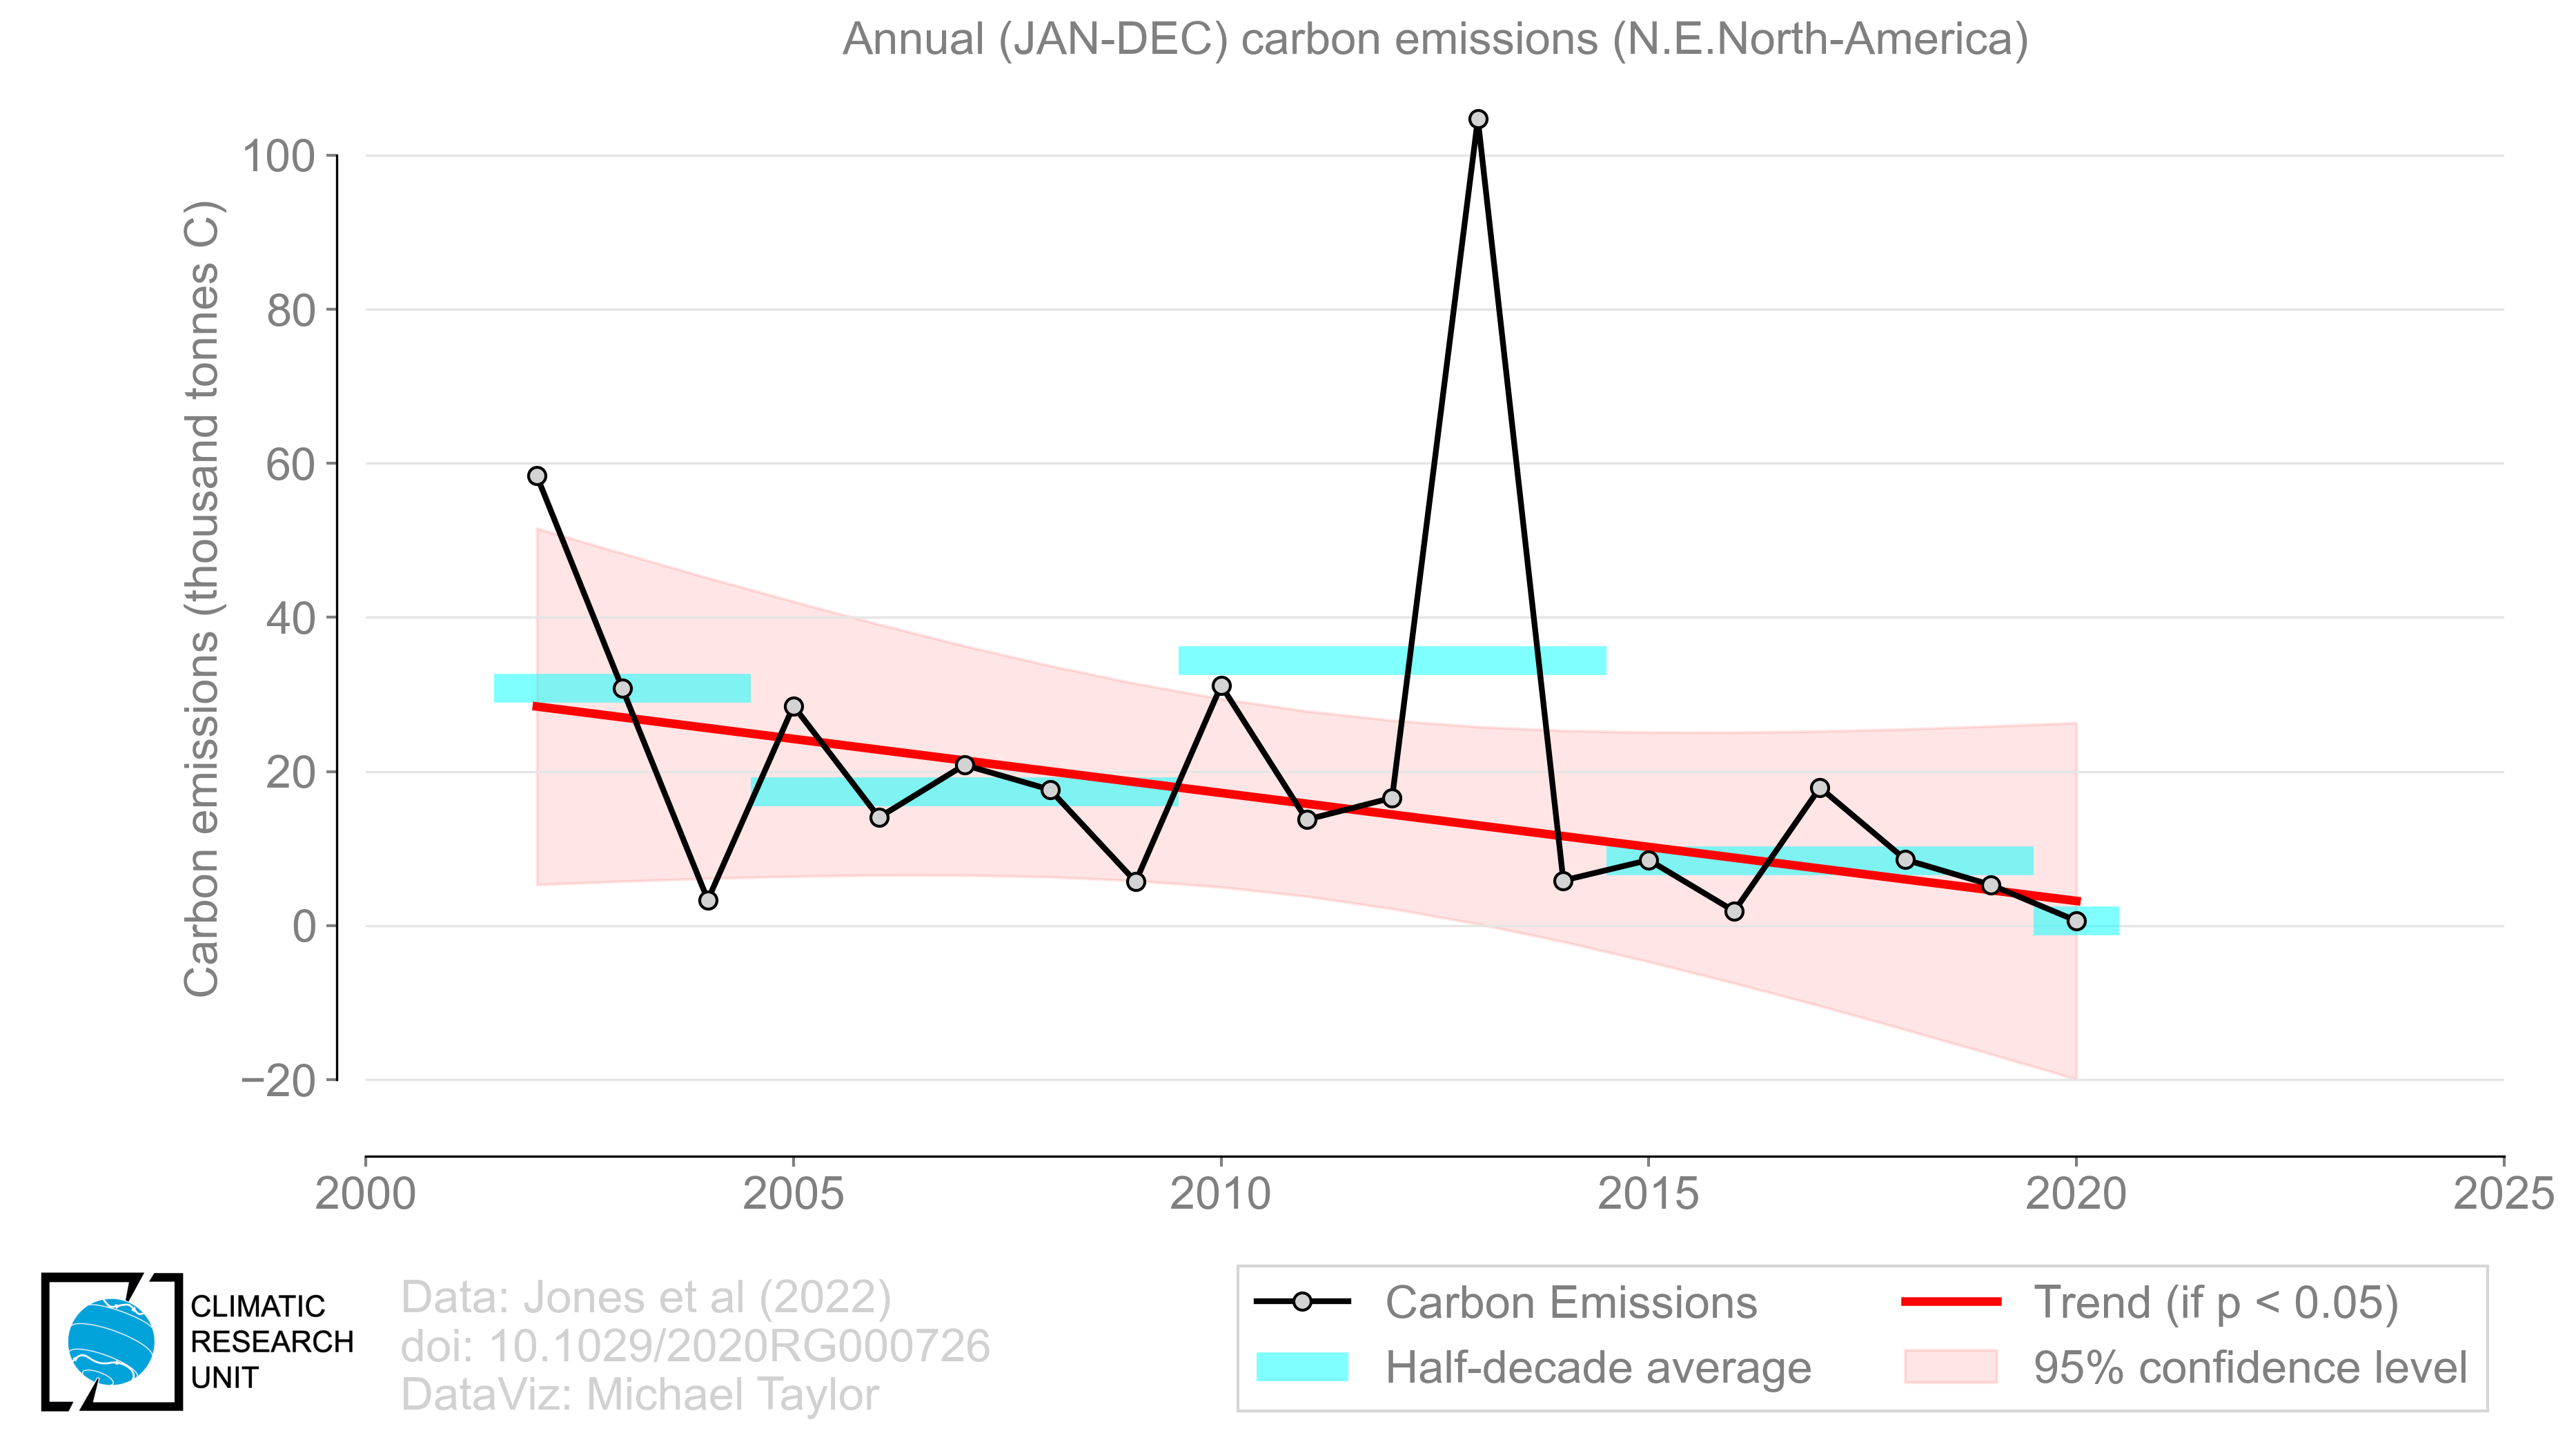 Annual (JAN-DEC) carbon emissions (N.E.North-America)
Carbon emissions (thousand tonnes C)
100
80
60
40
20
0
−20
2000 2005 2010 2015 2020 2025
CLIMATIC
RESEARCH
UNIT
Data: Jones et al (2022)
doi: 10.1029/2020RG000726
DataViz: Michael Taylor
Carbon Emissions
Half-decade average
Trend (if p < 0.05)
95% confidence level